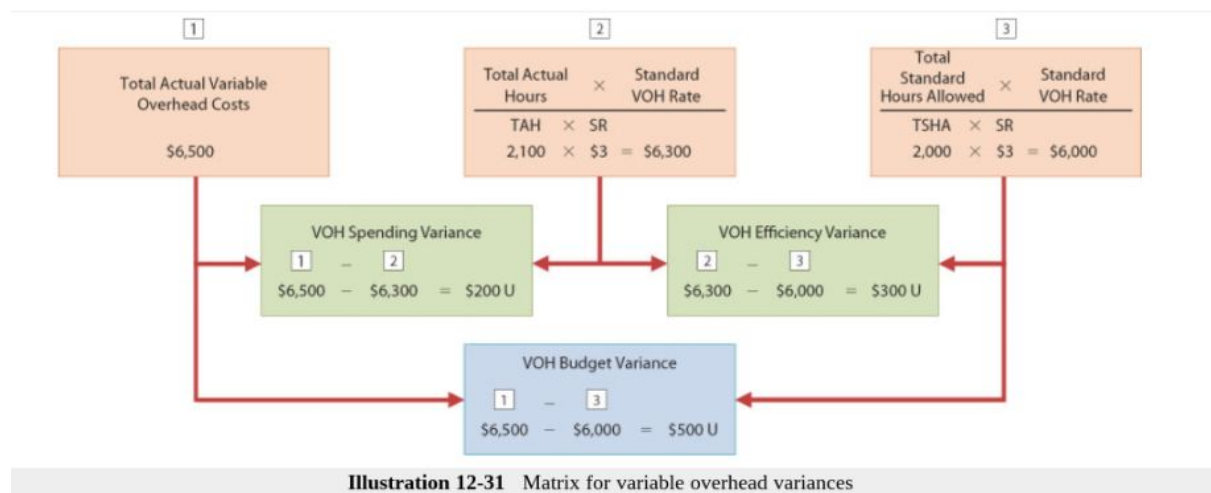 1
Total Actual Variable
Overhead Costs
$6,500
2
Total Actual
Hours
×
Standard
VOH Rate
TAH × SR
2,100 × $3 = $6,300
3
Total
Standard
Hours Allowed
×
Standard
VOH Rate
TSHA × SR
2,000 × $3 = $6,000
VOH Spending Variance
1 – 2
$6,500 – $6,300 = $200 U
VOH Efficiency Variance
2 – 3
$6,300 – $6,000 = $300 U
VOH Budget Variance
1 – 3
$6,500 – $6,000 = $500 U
Illustration 12-31 Matrix for variable overhead variances